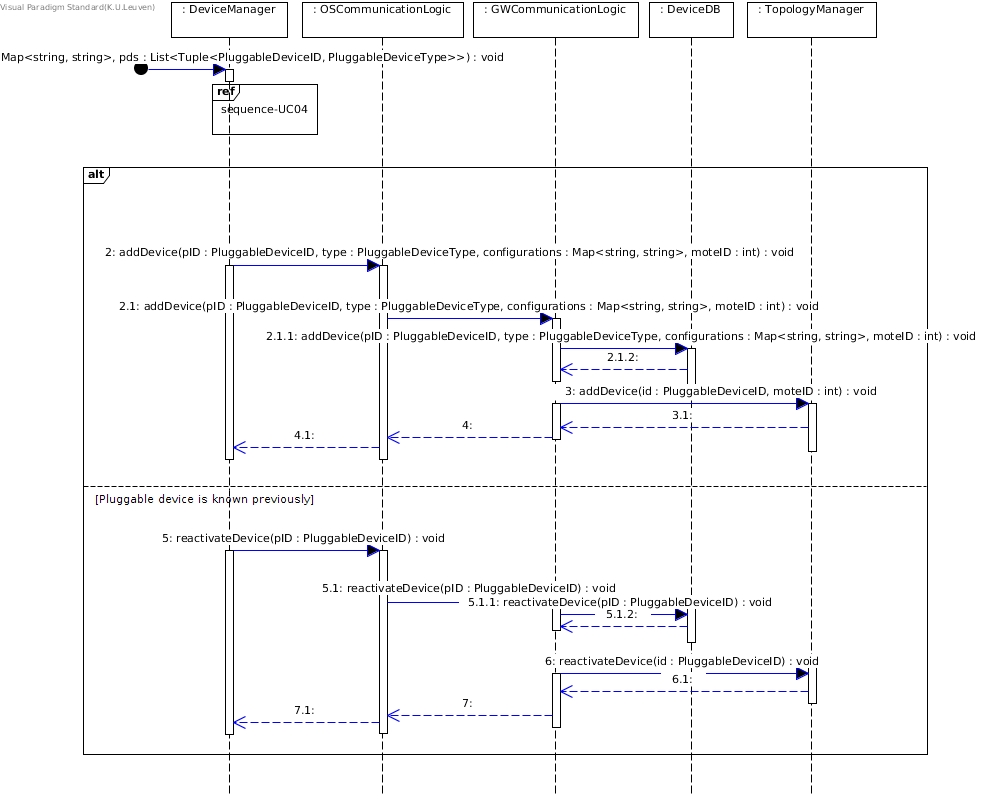 Visual Paradigm Standard(K.U.Leuven)
: DeviceManager
: OSCommunicationLogic
: GWCommunicationLogic
: DeviceDB
: TopologyManager
Map<string, string>, pds : List<Tuple<PluggableDeviceID, PluggableDeviceType>>) : void
ref
sequence-UC04
alt
2: addDevice(pID : PluggableDeviceID, type : PluggableDeviceType, configurations : Map<string, string>, moteID : int) : void
2.1: addDevice(pID : PluggableDeviceID, type : PluggableDeviceType, configurations : Map<string, string>, moteID : int) : void
2.1.1: addDevice(pID : PluggableDeviceID, type : PluggableDeviceType, configurations : Map<string, string>, moteID : int) : void
2.1.2:
3: addDevice(id : PluggableDeviceID, moteID : int) : void
3.1:
4:
4.1:
[Pluggable device is known previously]
5: reactivateDevice(pID : PluggableDeviceID) : void
5.1: reactivateDevice(pID : PluggableDeviceID) : void
5.1.1: reactivateDevice(pID : PluggableDeviceID) : void
5.1.2:
6: reactivateDevice(id : PluggableDeviceID) : void
6.1:
7:
7.1: